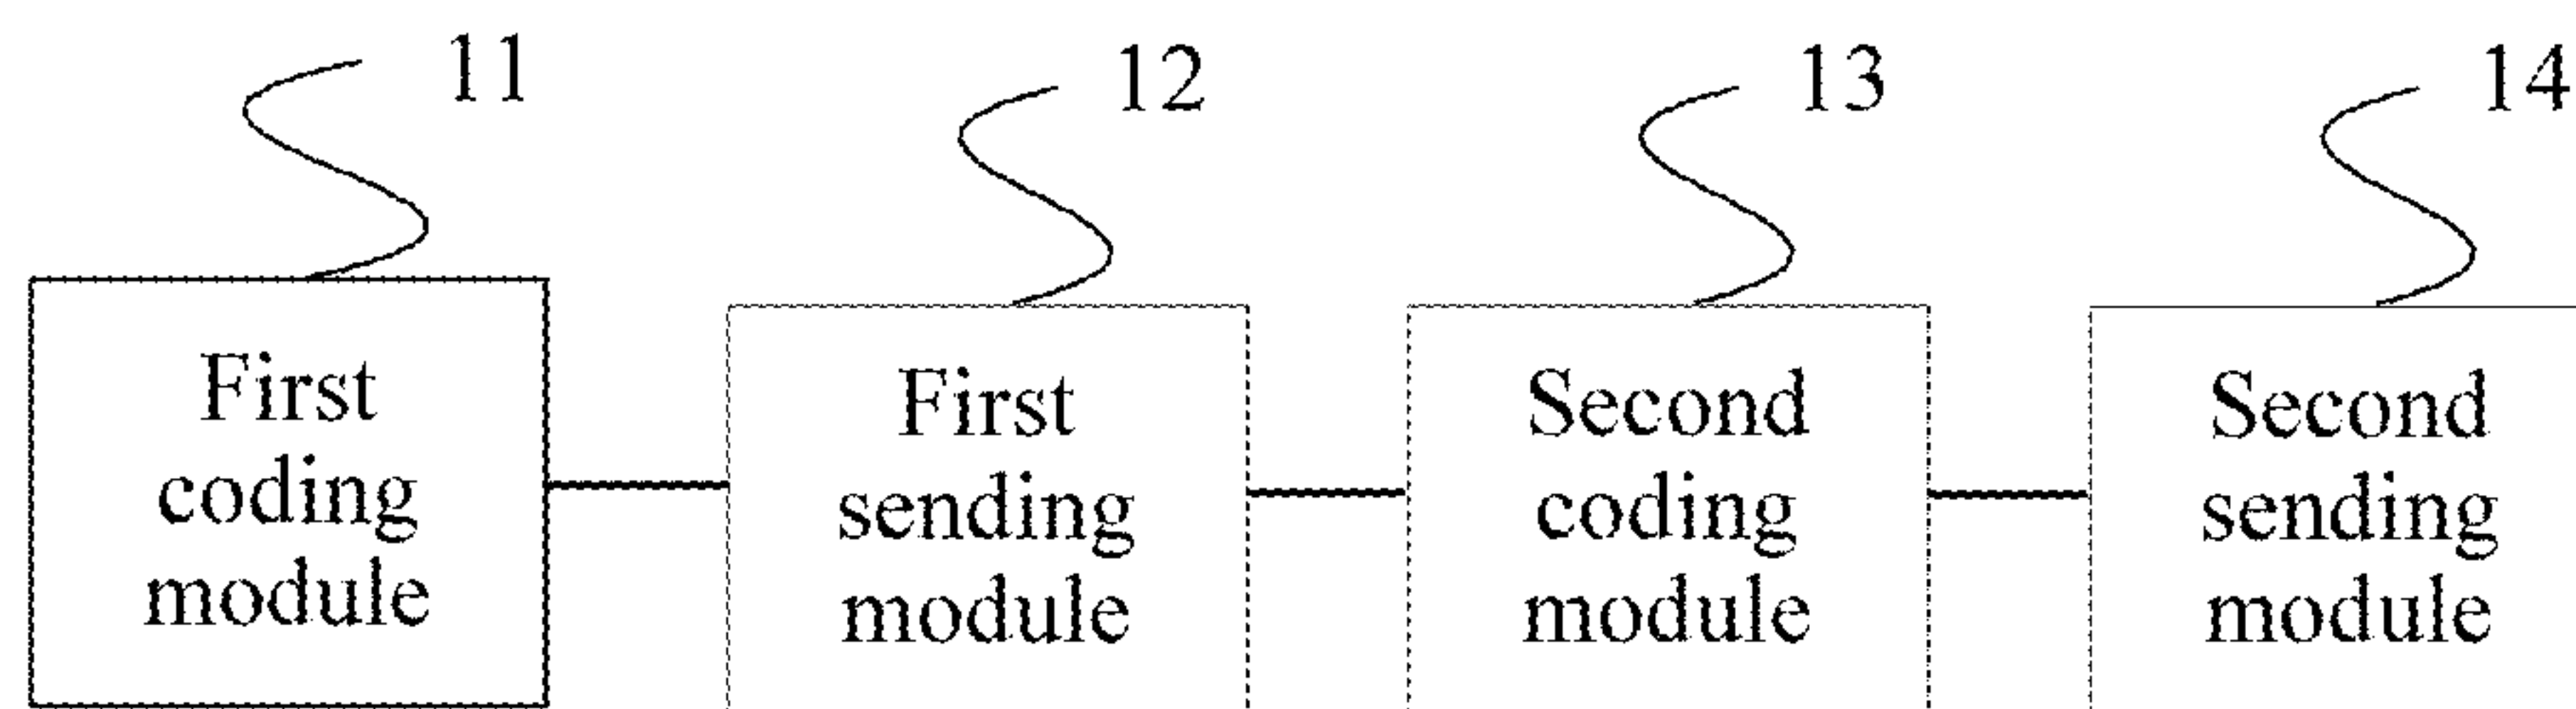 11
12
13
14
First
coding
module
First
sending
module
Second
coding
module
Second
sending
module